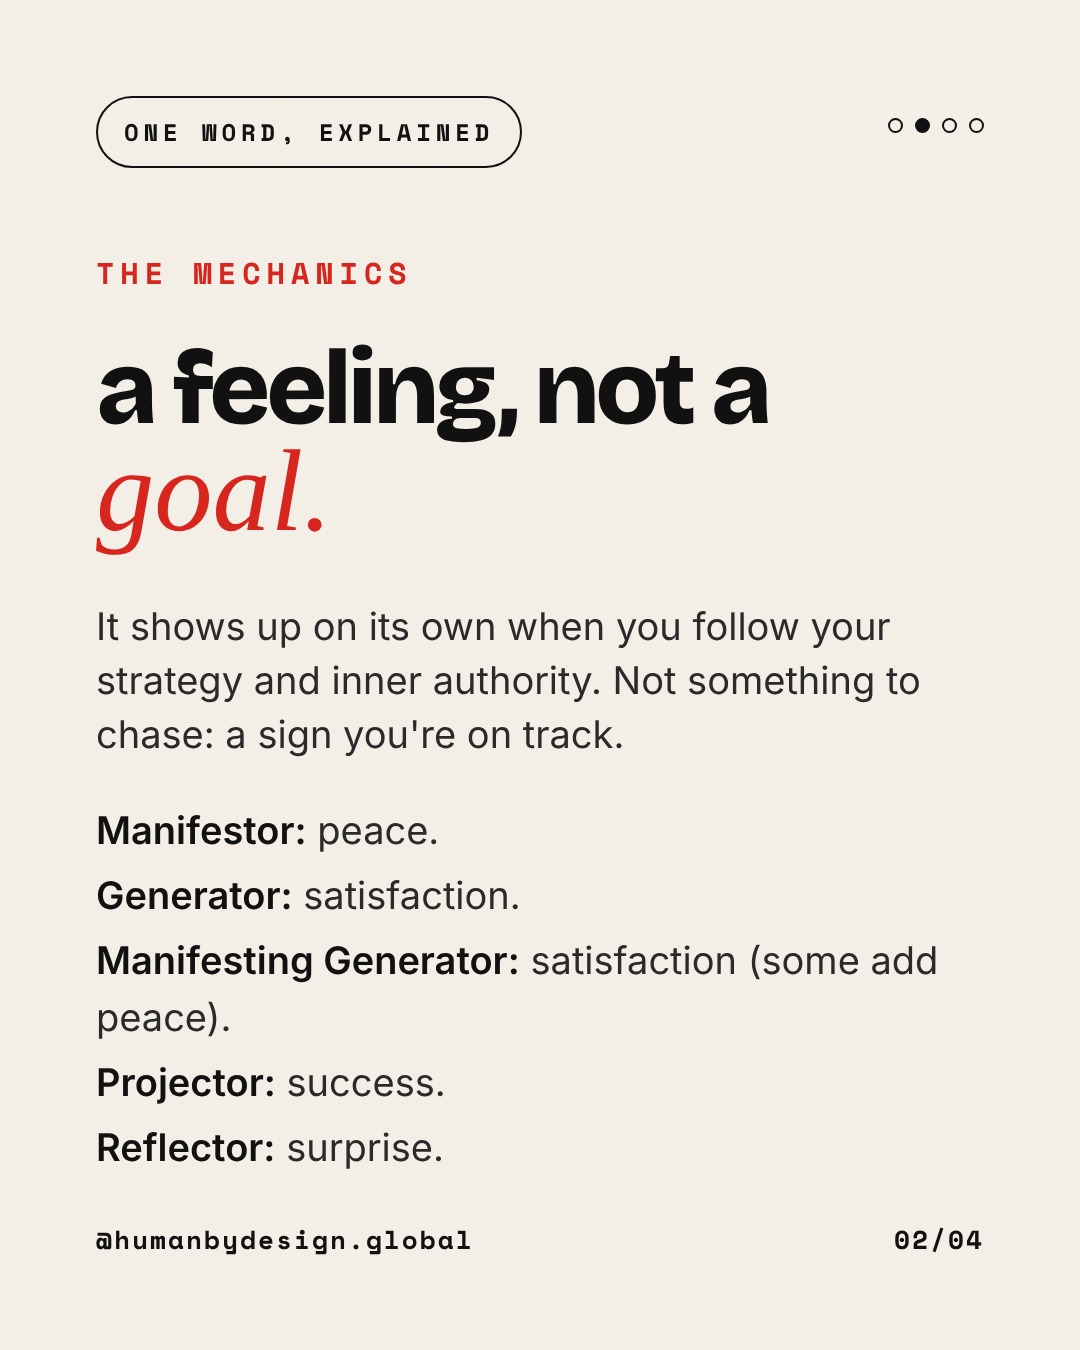 ONE WORD, EXPLAINED
THE MECHANICS
a feeling, not a
goal.
It shows up on its own when you follow your
strategy and inner authority. Not something to
chase: a sign you're on track.
Manifestor: peace.
Generator: satisfaction.
Manifesting Generator: satisfaction (some add
peace).
Projector: success.
Reflector: surprise.
@humanbydesign.global
02/04